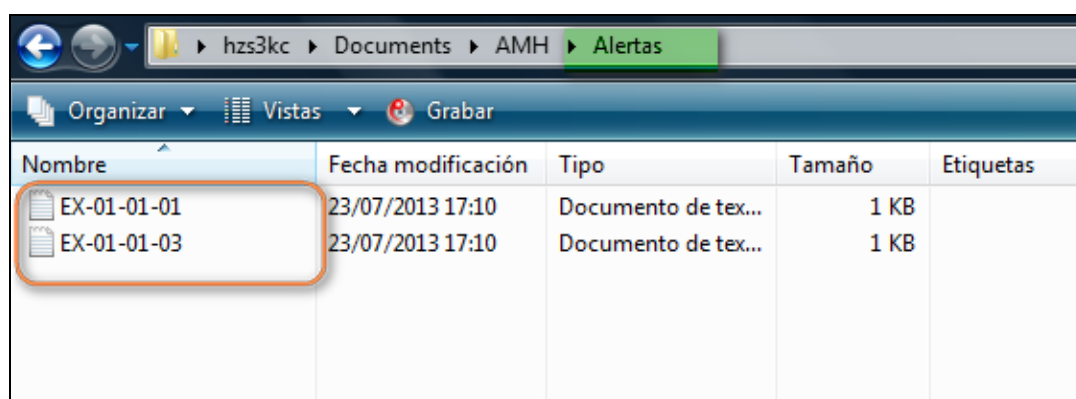 hzs3kc Documents AMH Alertas
Organizar Vistas Grabar
Nombre Fecha modificación Tipo Tamaño Etiquetas
EX-01-01-01 23/07/2013 17:10 Documento de tex... 1 KB
EX-01-01-03 23/07/2013 17:10 Documento de tex... 1 KB